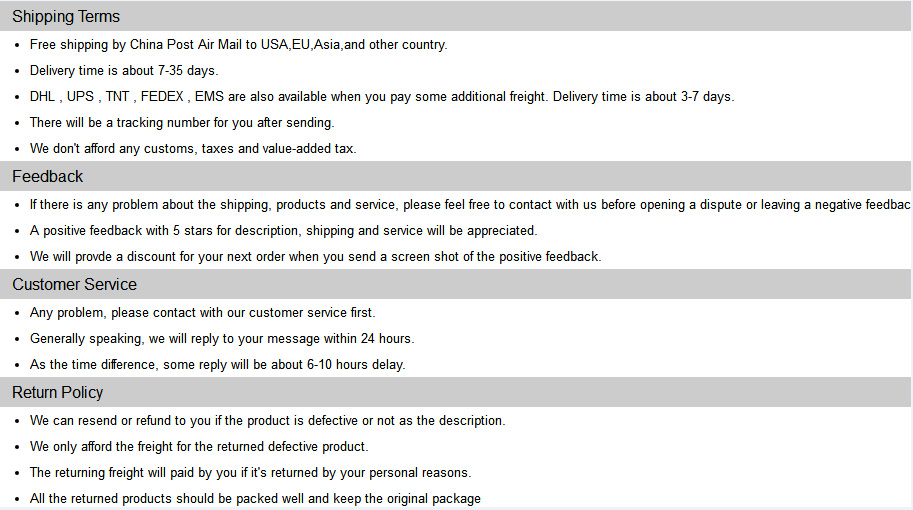 Shipping Terms
• Free shipping by China Post Air Mail to USA,EU,Asia,and other country.
• Delivery time is about 7-35 days.
• DHL , UPS , TNT , FEDEX , EMS are also available when you pay some additional freight. Delivery time is about 3-7 days.
• There will be a tracking number for you after sending.
• We don't afford any customs, taxes and value-added tax.
Feedback
• If there is any problem about the shipping, products and service, please feel free to contact with us before opening a dispute or leaving a negative feedbac
• A positive feedback with 5 stars for description, shipping and service will be appreciated.
• We will provde a discount for your next order when you send a screen shot of the positive feedback.
Customer Service
• Any problem, please contact with our customer service first.
• Generally speaking, we will reply to your message within 24 hours.
• As the time difference, some reply will be about 6-10 hours delay.
Return Policy
• We can resend or refund to you if the product is defective or not as the description.
• We only afford the freight for the returned defective product.
• The returning freight will paid by you if it's returned by your personal reasons.
• All the returned products should be packed well and keep the original package